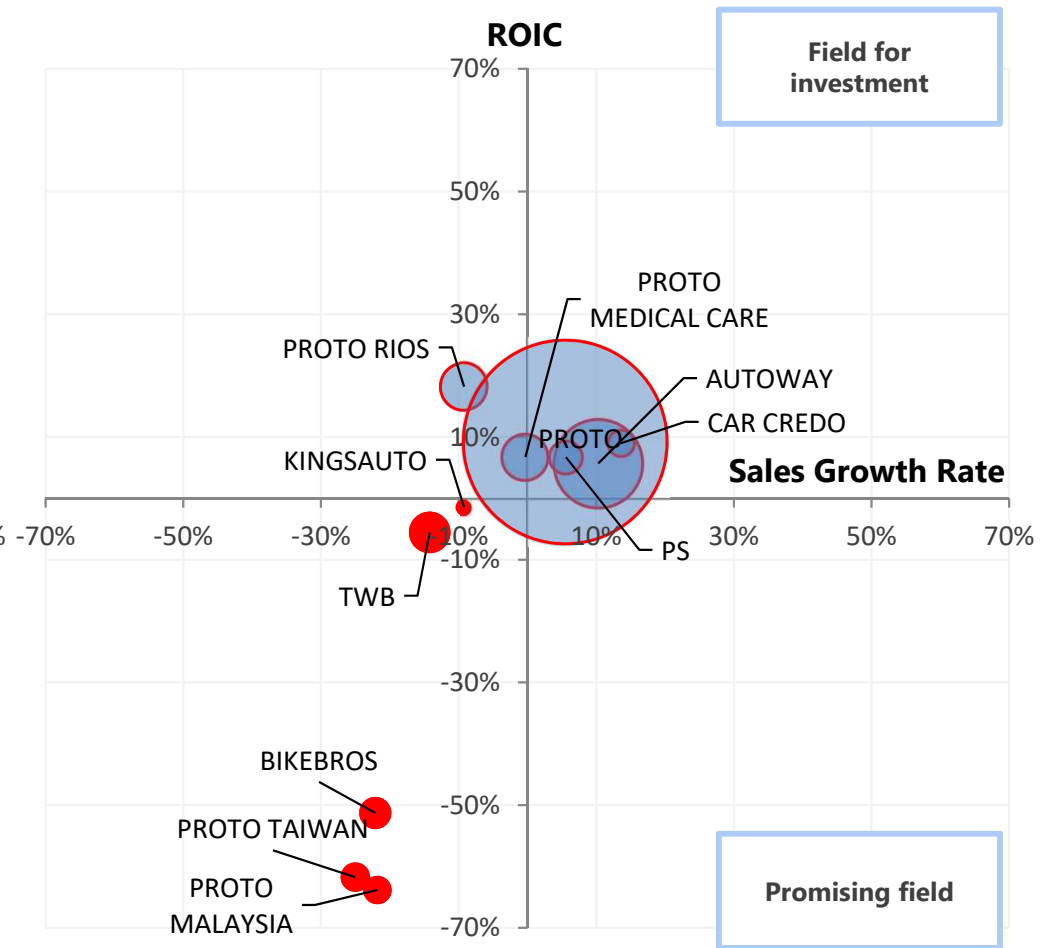 ROIC
Field for
investment
70%
50%
PROTO
MEDICAL CARE
30%
PROTO RIOS
AUTOWAY
CAR CREDO
10%
PROTO
KINGSAUTO
Sales Growth Rate
% -70%
-50%
-30%
-10%
10%
30%
50%
70%
-10%
PS
TWB
-30%
BIKEBROS
-50%
PROTO TAIWAN
PROTO
MALAYSIA
Promising field
-70%